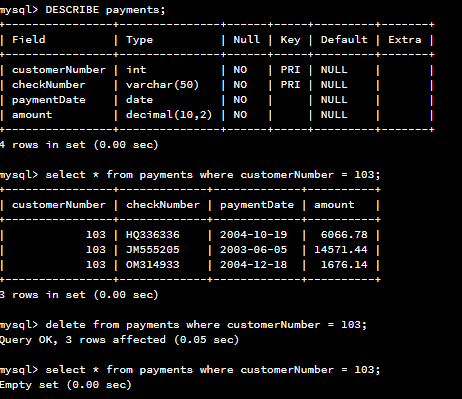 mysql> DESCRIBE payments;
+----------------+---------------+------+-----+---------+-------+
| Field          | Type          | Null | Key | Default | Extra |
+----------------+---------------+------+-----+---------+-------+
| customerNumber | int           | NO   | PRI | NULL    |       |
| checkNumber    | varchar(50)   | NO   | PRI | NULL    |       |
| paymentDate    | date          | NO   |     | NULL    |       |
| amount         | decimal(10,2) | NO   |     | NULL    |       |
+----------------+---------------+------+-----+---------+-------+
4 rows in set (0.00 sec)
mysql> select * from payments where customerNumber = 103;
+----------------+-------------+-------------+----------+
| customerNumber | checkNumber | paymentDate | amount   |
+----------------+-------------+-------------+----------+
|            103 | HQ336336    | 2004-10-19  |  6066.78 |
|            103 | JM555205    | 2003-06-05  | 14571.44 |
|            103 | OM314933    | 2004-12-18  |  1676.14 |
+----------------+-------------+-------------+----------+
3 rows in set (0.00 sec)
mysql> delete from payments where customerNumber = 103;
Query OK, 3 rows affected (0.05 sec)
mysql> select * from payments where customerNumber = 103;
Empty set (0.00 sec)